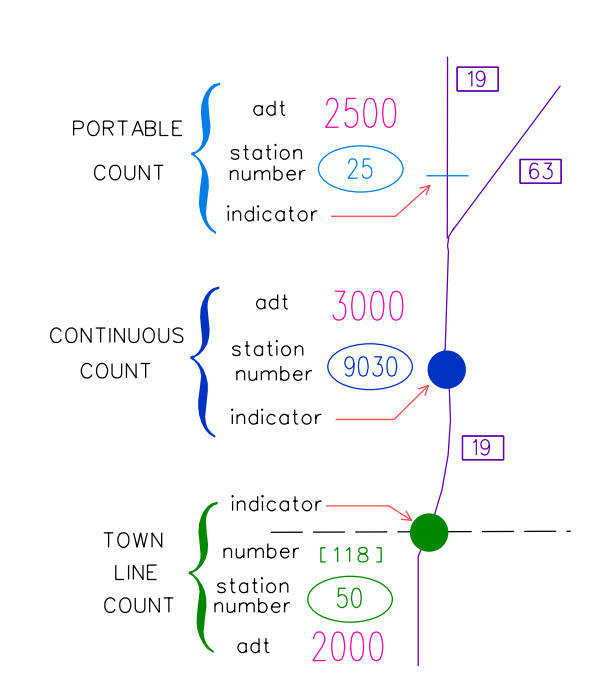 19
adt 2500
PORTABLE
COUNT
station
number 25
63
indicator
adt 3000
CONTINUOUS
COUNT
station
number 9030
indicator
19
indicator
TOWN
LINE
COUNT
number [118]
station
number 50
adt 2000